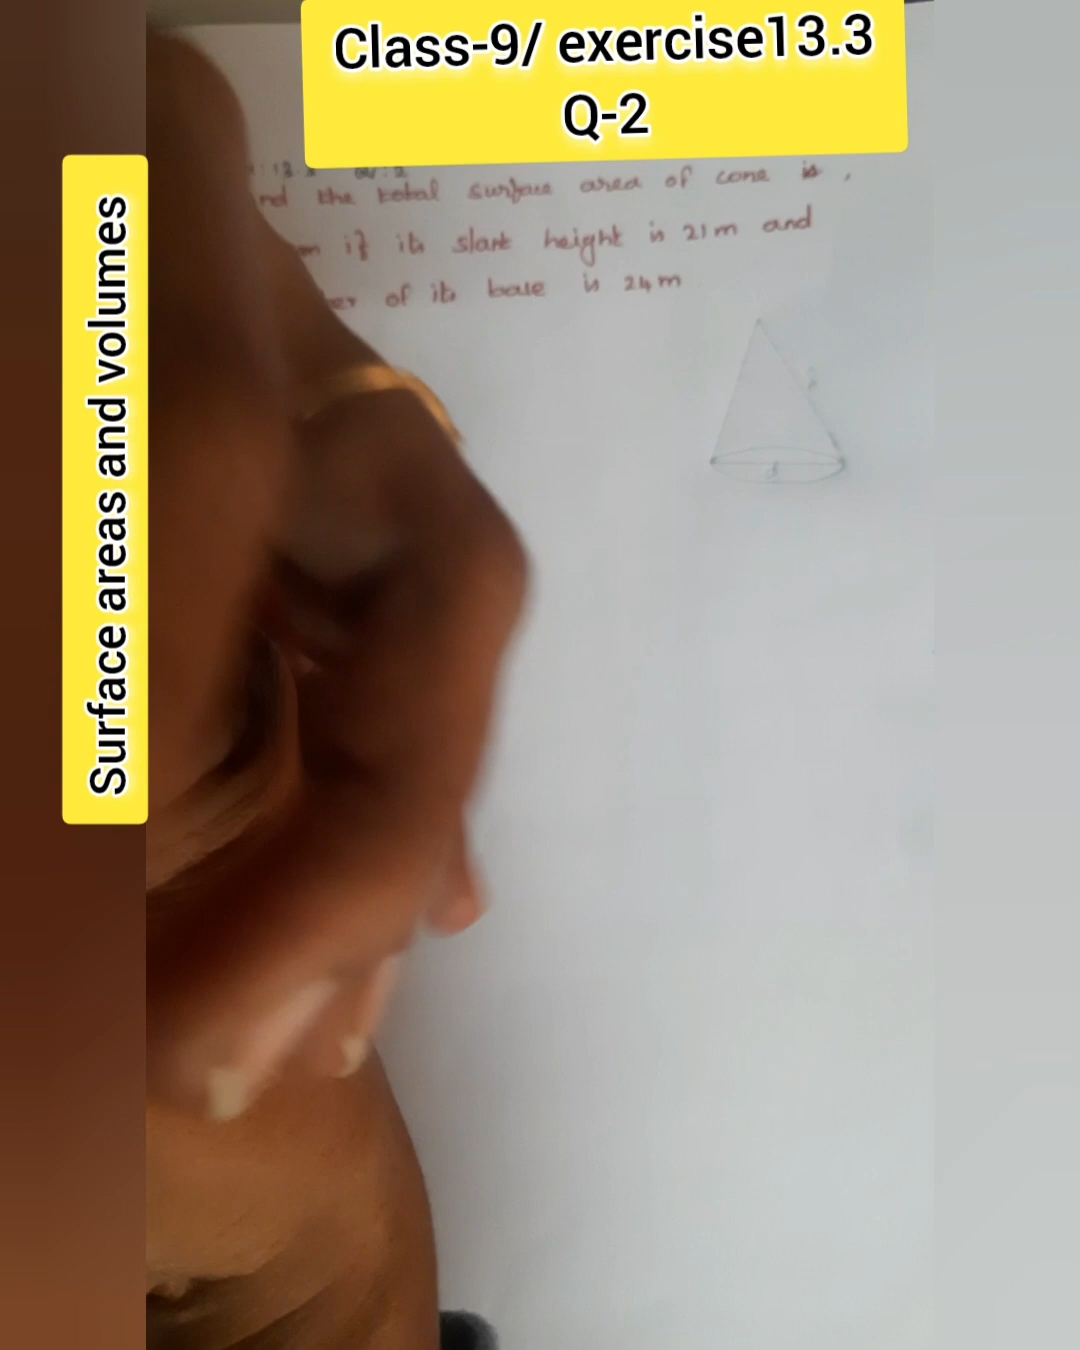 Class-9/ exercise13.3
Q-2
Surface areas and volumes
the total surface area of cone is,
if its slant height is 21m and
of its base is 24m